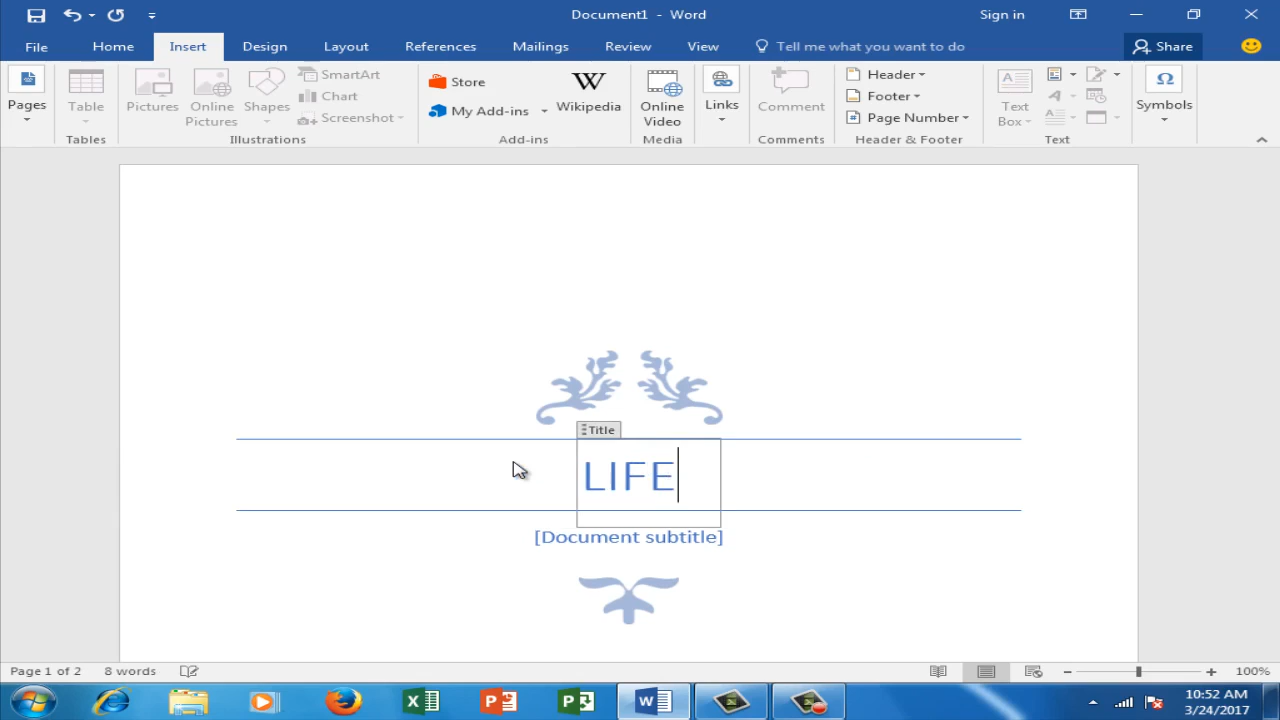 Document1 - Word
Sign in
File Home Insert Design Layout References Mailings Review View Tell me what you want to do Share
Pages
Table
Tables
Pictures
Online Pictures
Shapes
SmartArt
Chart
Screenshot
Illustrations
Store
My Add-ins
W
Wikipedia
Add-ins
Online Video
Media
Links
Comment
Comments
Header
Footer
Page Number
Header & Footer
A
Text Box
A
Text
Ω
Symbols
Title
LIFE
[Document subtitle]
Page 1 of 2 8 words 100%
10:52 AM
3/24/2017